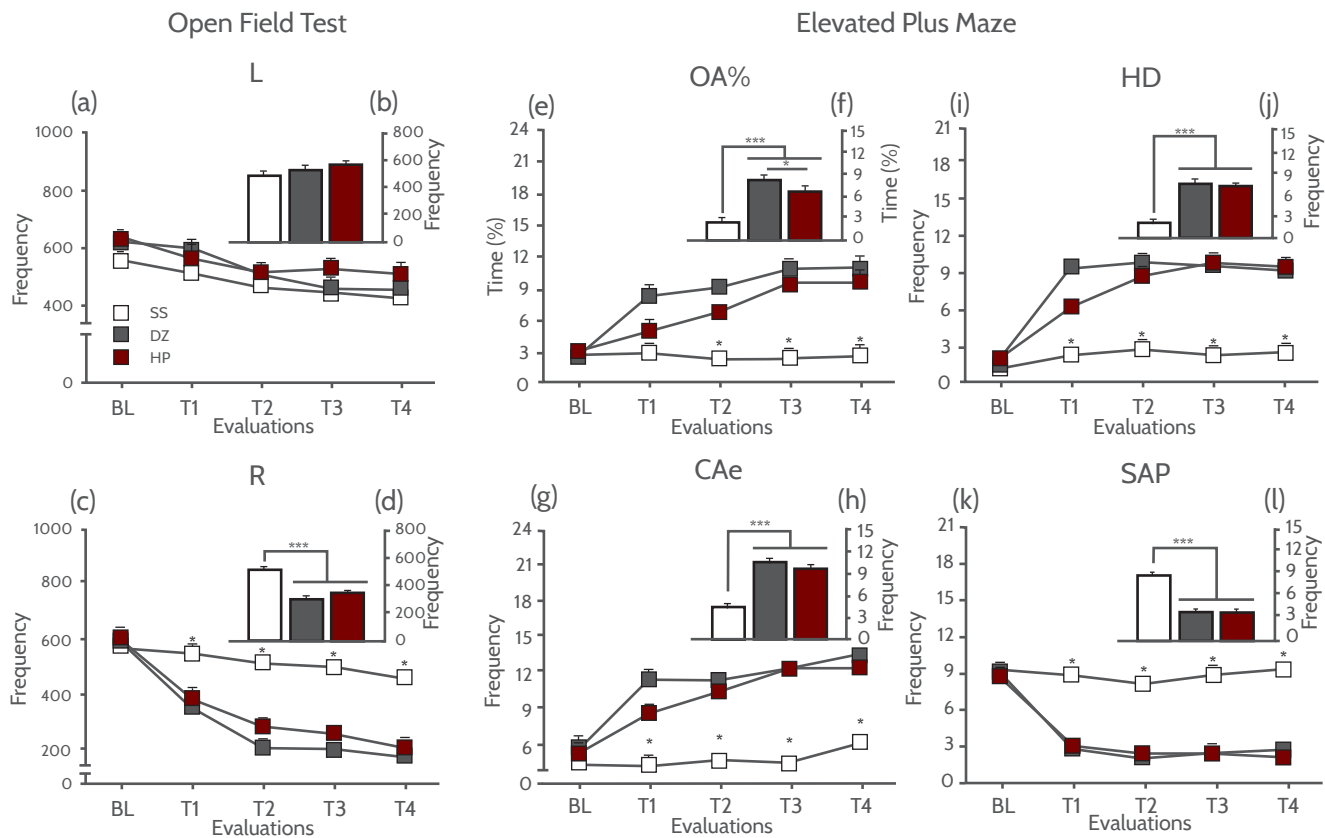 Open Field Test
Elevated Plus Maze
L
(a)
(b)
1000
800
600
400
0
Frequency
800
600
400
200
0
Frequency
SS
DZ
HP
BL T1 T2 T3 T4
Evaluations
OA%
(e)
(f)
24
21
18
15
12
9
6
3
O
Time (%)
15
12
9
6
3
0
Time (%)
***
*
* * *
BL T1 T2 T3 T4
Evaluations
HD
(i)
(j)
21
18
15
12
9
6
3
0
Frequency
15
12
9
6
3
0
Frequency
***
* * * *
BL T1 T2 T3 T4
Evaluations
R
(c)
(d)
1000
800
600
400
200
0
Frequency
800
600
400
200
0
Frequency
***
* * * *
BL T1 T2 T3 T4
Evaluations
CAe
(g)
(h)
24
21
18
15
12
9
6
0
Frequency
15
12
9
6
3
0
Frequency
***
* * * *
BL T1 T2 T3 T4
Evaluations
SAP
(k)
(l)
21
18
15
12
9
6
3
0
Frequency
15
12
9
6
3
0
Frequency
***
* * * *
BL T1 T2 T3 T4
Evaluations